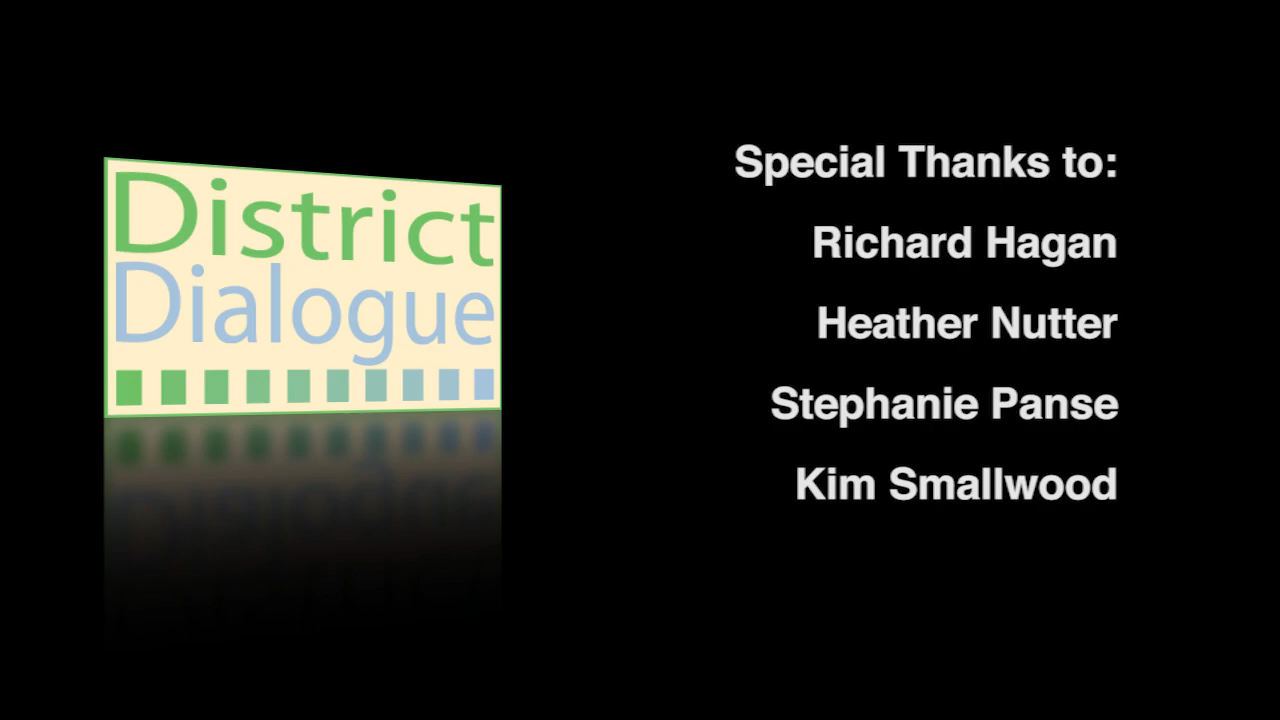 District
Dialogue
Special Thanks to:
Richard Hagan
Heather Nutter
Stephanie Panse
Kim Smallwood